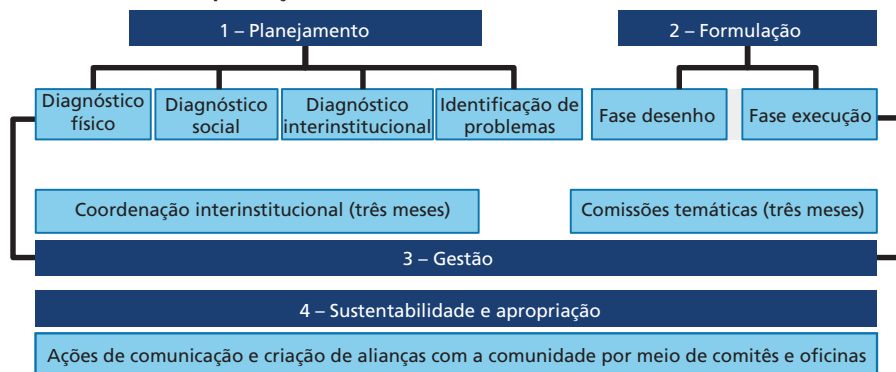 1 – Planejamento
2 – Formulação
Diagnóstico
físico
Diagnóstico
social
Diagnóstico
interinstitucional
Identificação de
problemas
Fase desenho
Fase execução
Coordenação interinstitucional (três meses)
Comissões temáticas (três meses)
3 – Gestão
4 – Sustentabilidade e apropriação
Ações de comunicação e criação de alianças com a comunidade por meio de comitês e oficinas